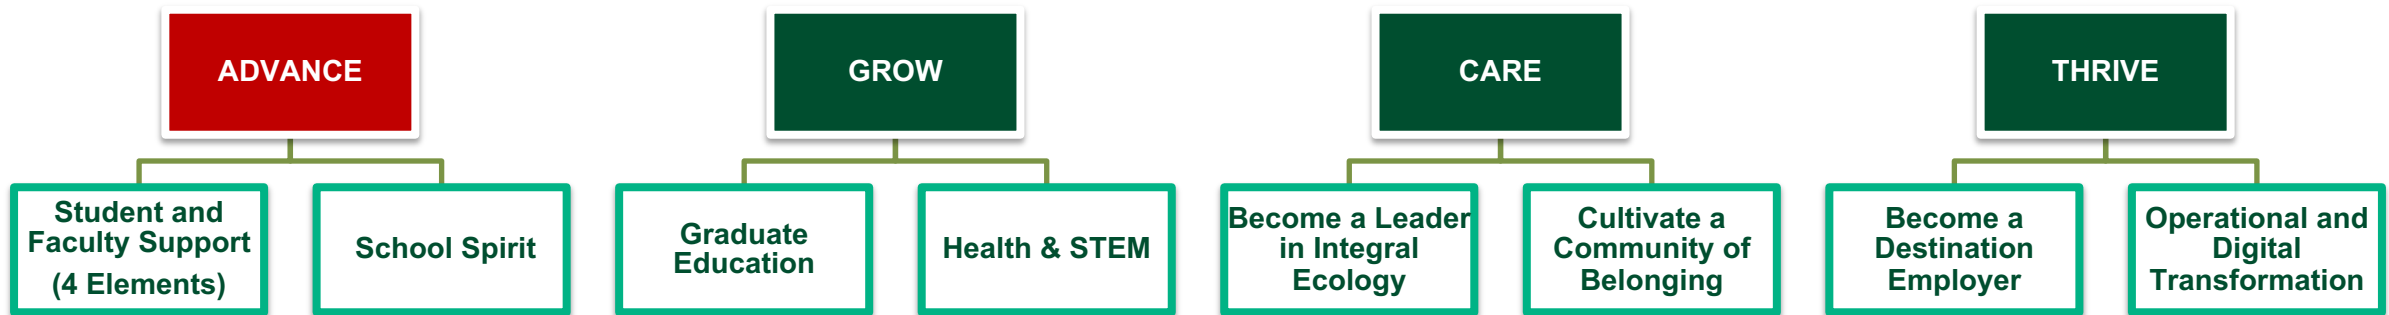 ADVANCE
GROW
CARE
THRIVE
Student and
Faculty Support
(4 Elements)
School Spirit
Graduate
Education
Health & STEM
Become a Leader
in Integral
Ecology
Cultivate a
Community of
Belonging
Become a
Destination
Employer
Operational and
Digital
Transformation